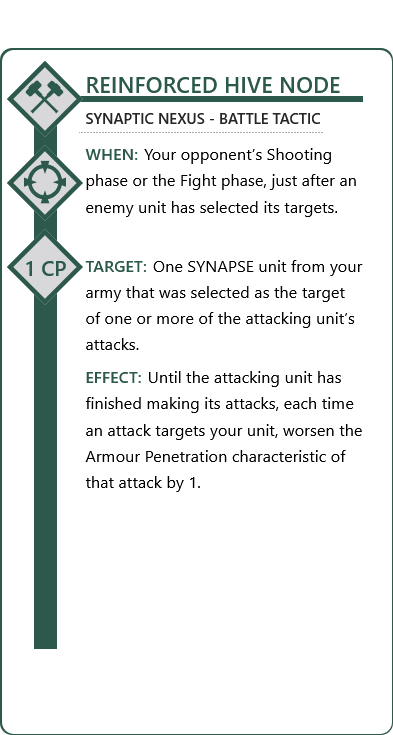 REINFORCED HIVE NODE
SYNAPTIC NEXUS - BATTLE TACTIC
WHEN: Your opponent’s Shooting
phase or the Fight phase, just after an
enemy unit has selected its targets.
1 CP
TARGET: One SYNAPSE unit from your
army that was selected as the target
of one or more of the attacking unit’s
attacks.
EFFECT: Until the attacking unit has
finished making its attacks, each time
an attack targets your unit, worsen the
Armour Penetration characteristic of
that attack by 1.